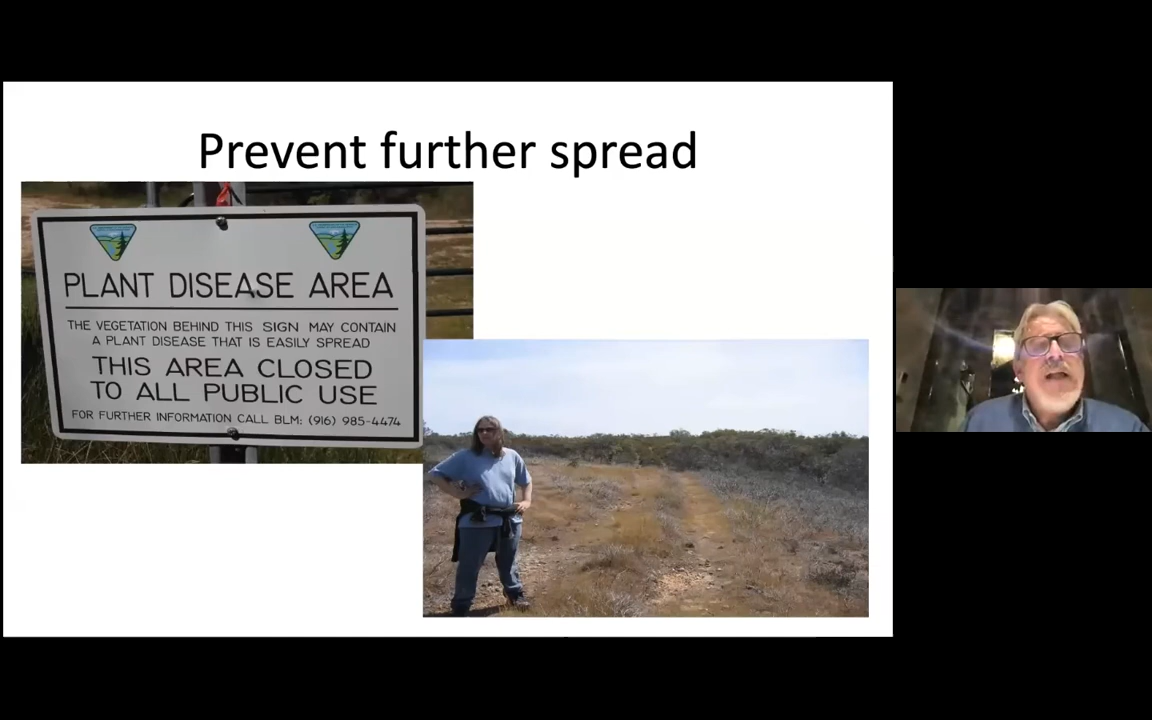 Prevent further spread
PLANT DISEASE AREA
THE VEGETATION BEHIND THIS SIGN MAY CONTAIN
A PLANT DISEASE THAT IS EASILY SPREAD
THIS AREA CLOSED
TO ALL PUBLIC USE
FOR FURTHER INFORMATION CALL BLM: (916) 985-4474